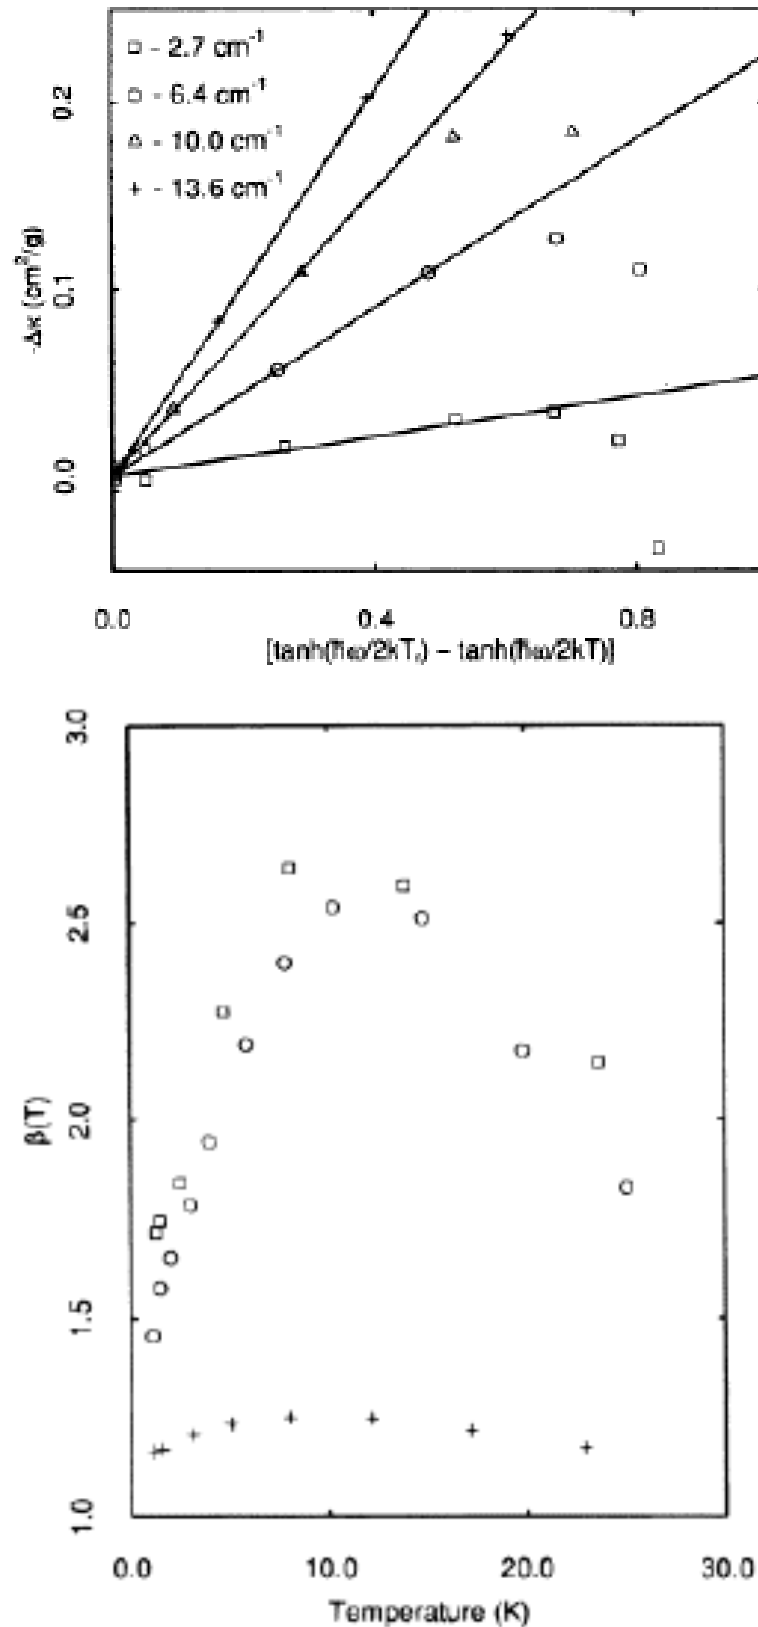 □ - 2.7 cm⁻¹
○ - 6.4 cm⁻¹
△ - 10.0 cm⁻¹
+ - 13.6 cm⁻¹
0.2
0.1
0.0
-Δκ (cm²/g)
0.0 0.4 0.8
[tanh(ħω/2kTᵣ) – tanh(ħω/2kT)]
3.0
2.5
2.0
1.5
1.0
β(T)
0.0 10.0 20.0 30.0
Temperature (K)